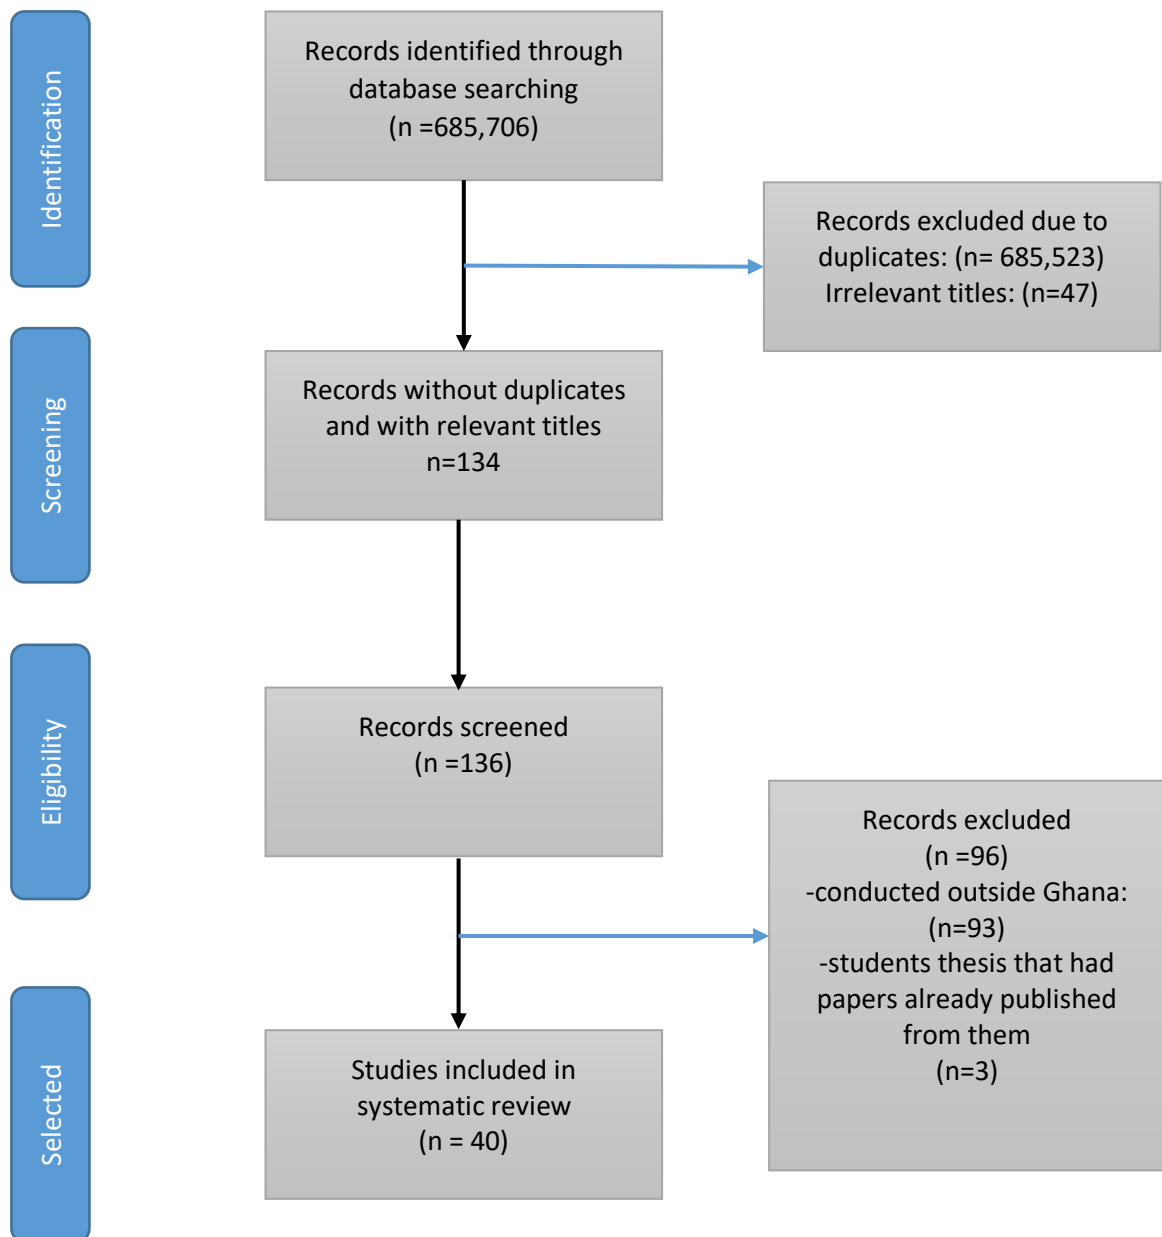 Identification
Records identified through
database searching
(n =685,706)
Records excluded due to
duplicates: (n= 685,523)
Irrelevant titles: (n=47)
Screening
Records without duplicates
and with relevant titles
n=134
Eligibility
Records screened
(n =136)
Records excluded
(n =96)
-conducted outside Ghana:
(n=93)
-students thesis that had
papers already published
from them
(n=3)
Selected
Studies included in
systematic review
(n = 40)